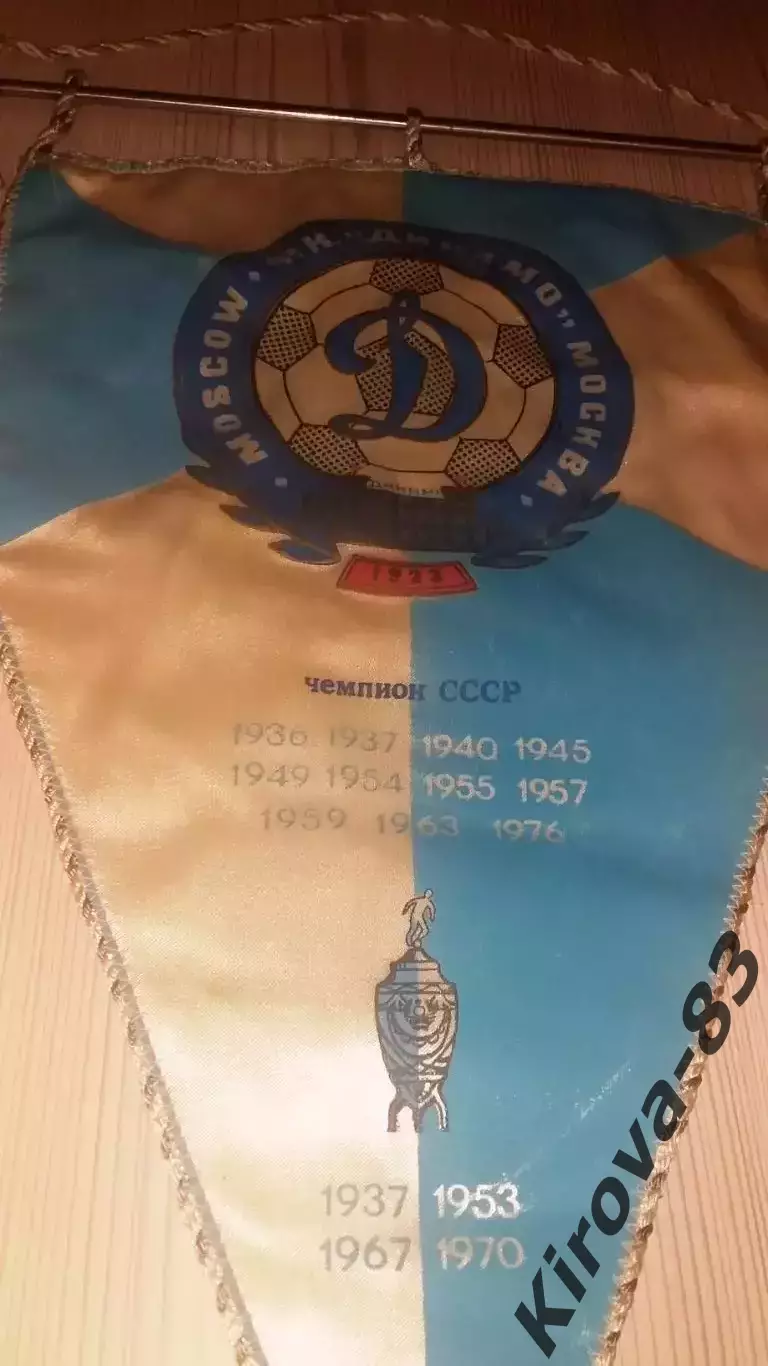 MOSCOW • Ф.К. „ДИНАМО” МОСКВА •
Д
ДИНАМО
1923
чемпион СССР
1936 1937 1940 1945
1949 1954 1955 1957
1959 1963 1976
1937 1953
1967 1970
Kirova-83